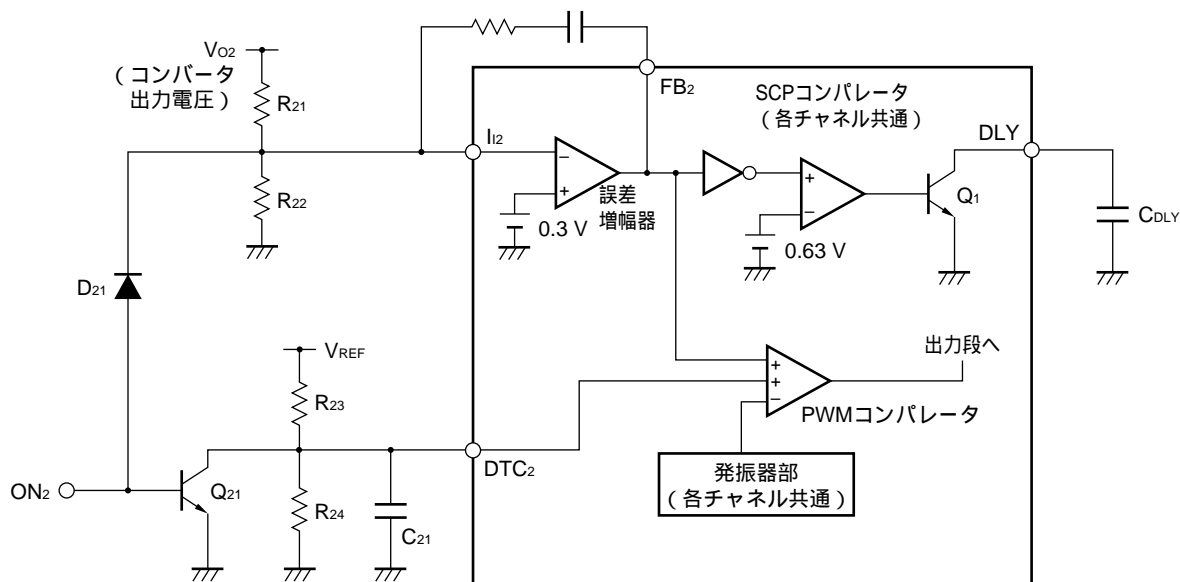 VO2
（コンバータ
出力電圧）
R21
R22
FB2
SCPコンパレータ
（各チャネル共通）
DLY
II2
−
+
誤差
増幅器
0.3 V
+
−
0.63 V
Q1
CDLY
D21
VREF
R23
R24
C21
ON2
Q21
DTC2
+
+
−
出力段へ
PWMコンパレータ
発振器部
（各チャネル共通）